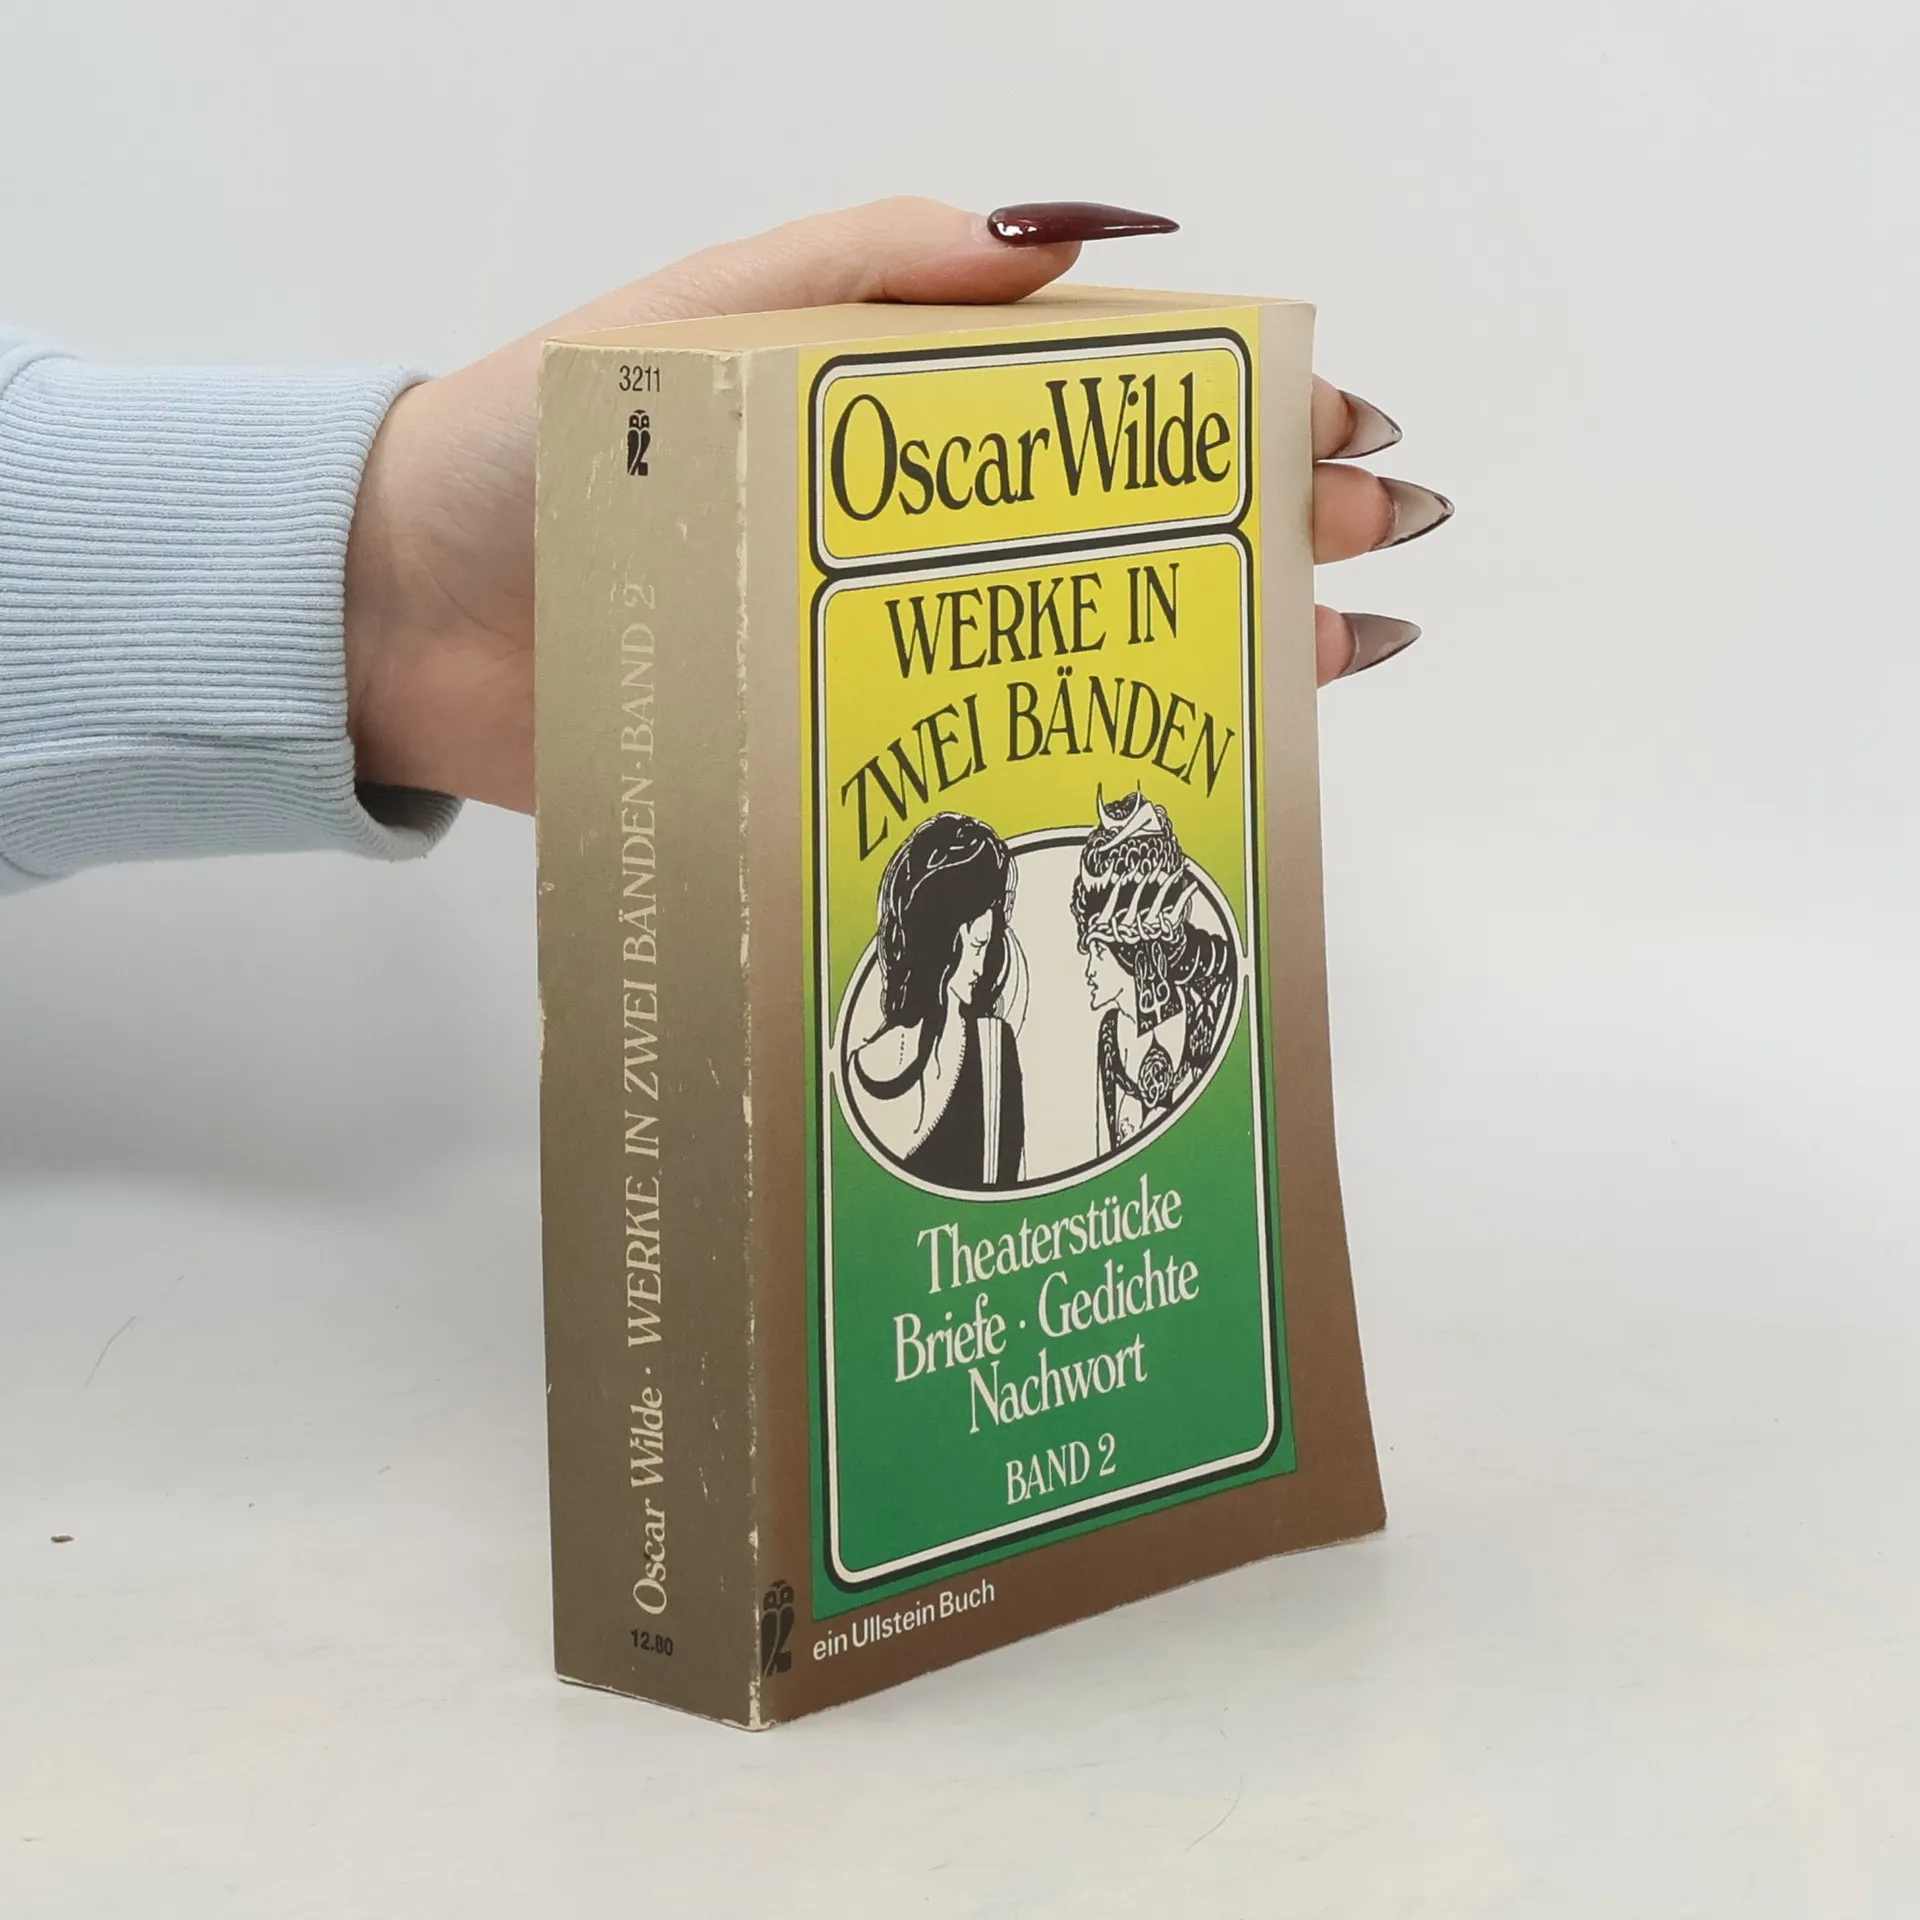 3211
Oscar Wilde · WERKE IN ZWEI BÄNDEN · BAND 2
12.80
Oscar Wilde
WERKE IN
ZWEI BÄNDEN
Theaterstücke
Briefe · Gedichte
Nachwort
BAND 2
ein Ullstein Buch